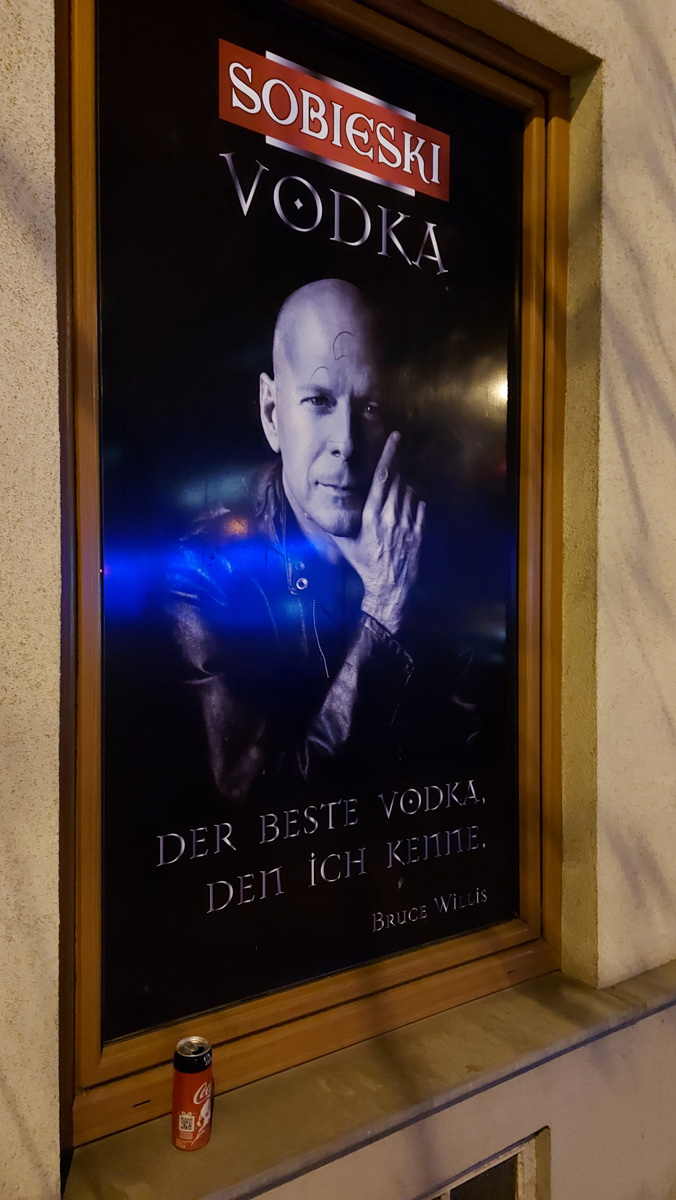 SOBIESKI
VODKA
DER BESTE VODKA,
DEN ICH KENNE.
BRUCE WILLIS